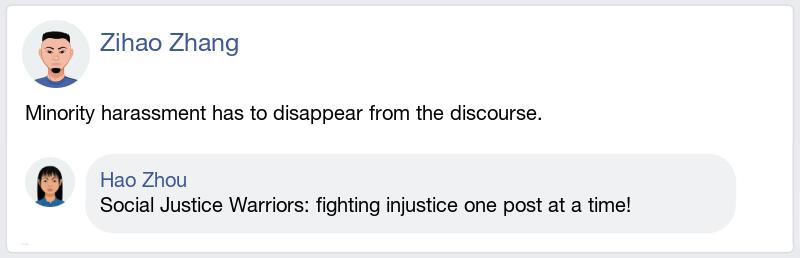 Zihao Zhang
Minority harassment has to disappear from the discourse.
Hao Zhou
Social Justice Warriors: fighting injustice one post at a time!